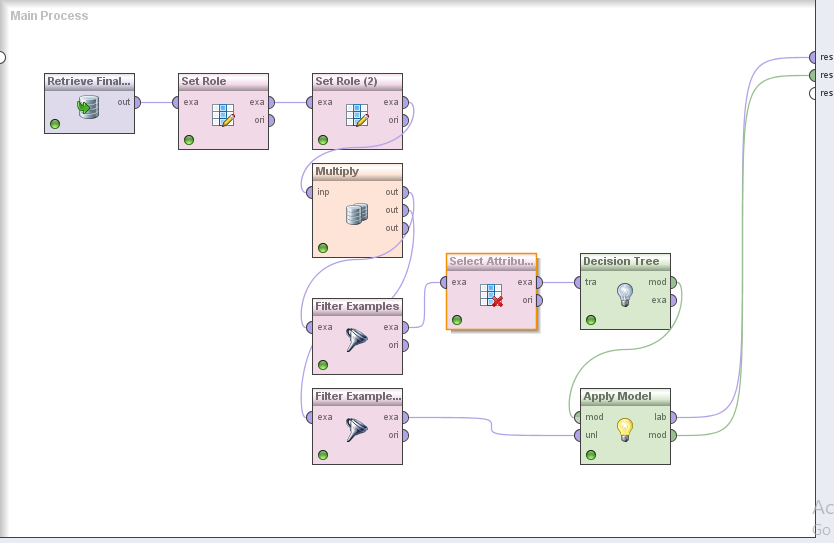 Main Process
res
res
res
Retrieve Final...
out
Set Role
exa
exa
ori
Set Role (2)
exa
exa
ori
Multiply
inp
out
out
out
Select Attribu...
exa
exa
ori
Decision Tree
tra
mod
exa
Filter Examples
exa
exa
ori
Filter Example...
exa
exa
ori
Apply Model
mod
lab
unl
mod
Ac
Go